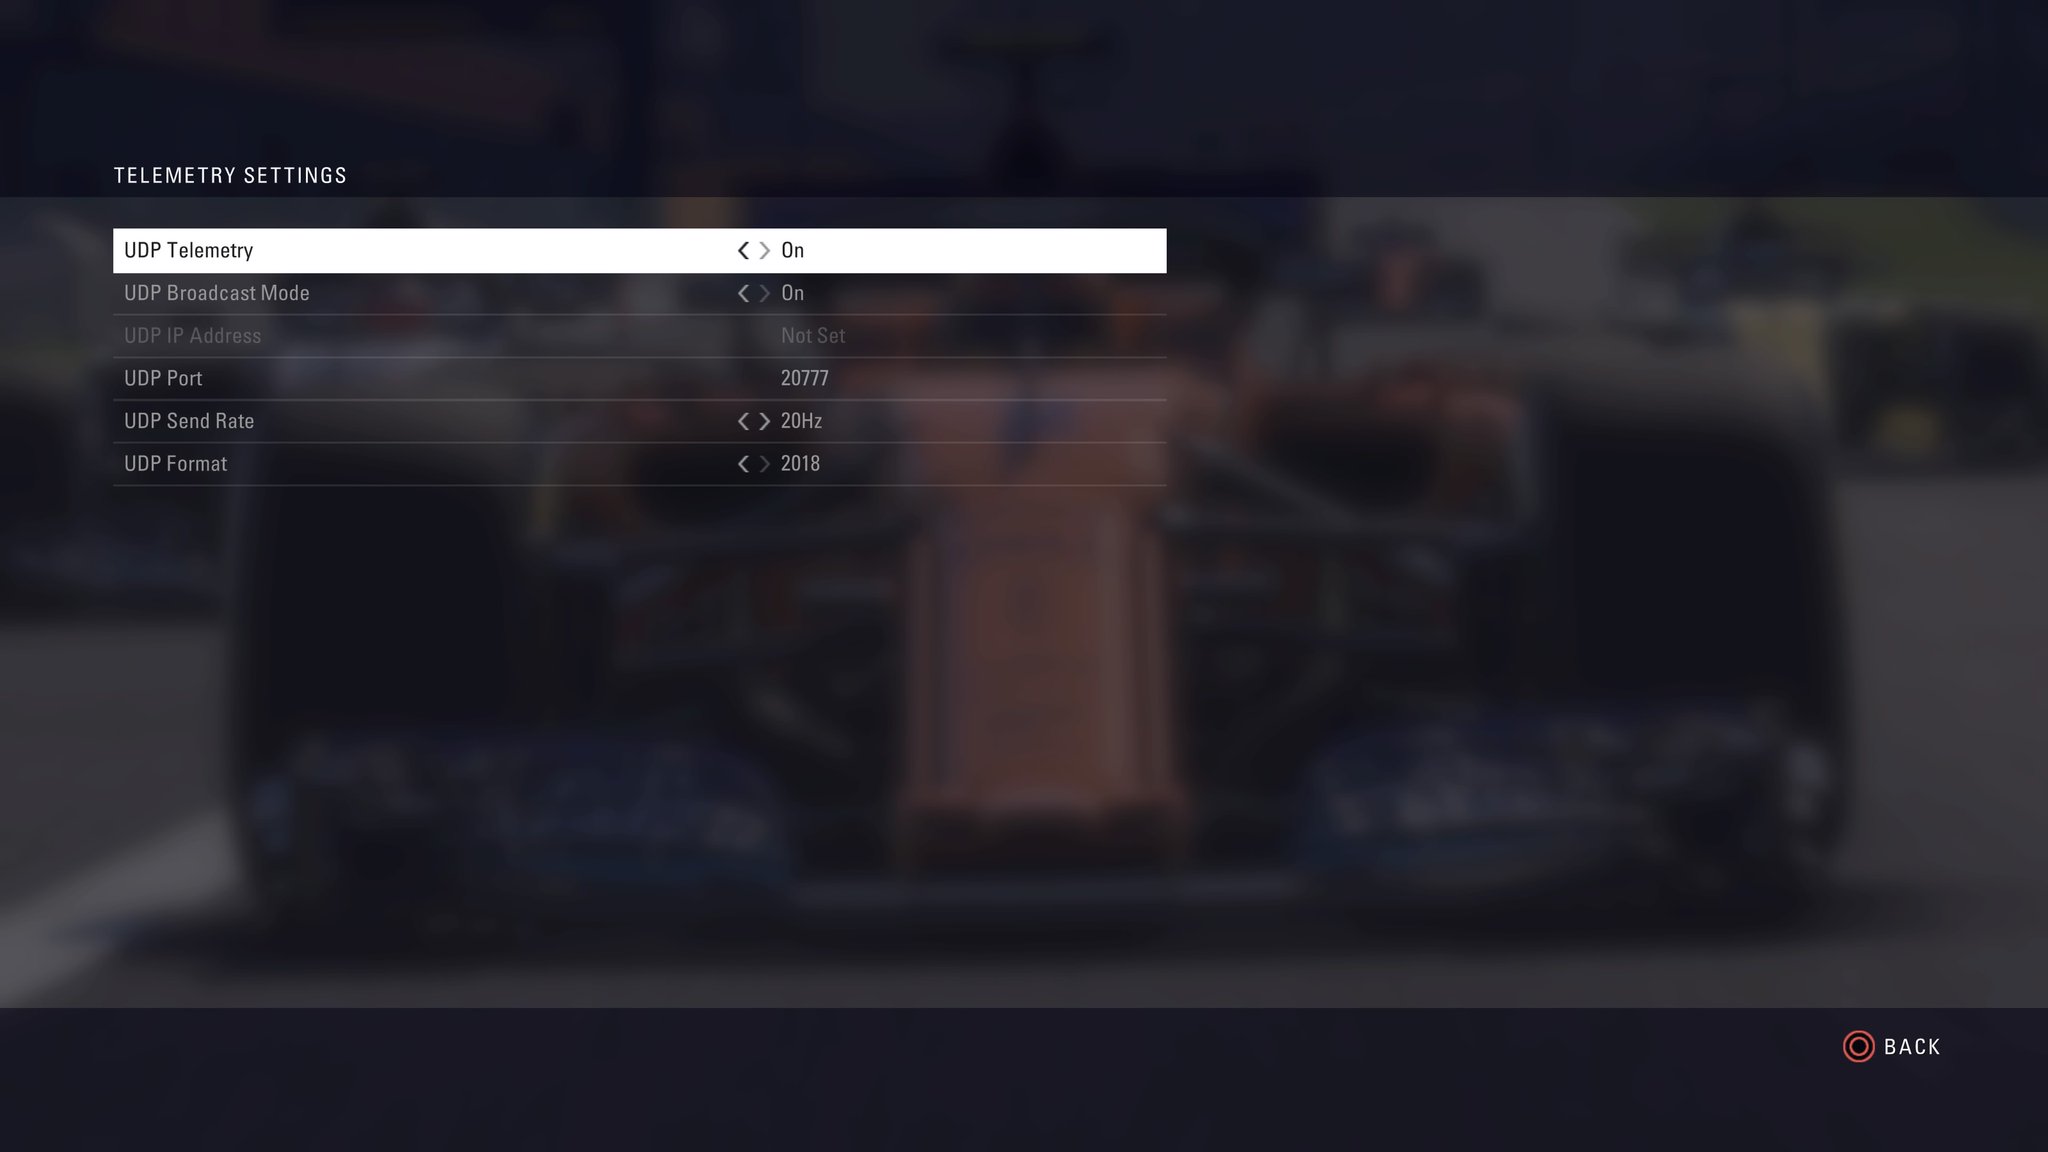 TELEMETRY SETTINGS
UDP Telemetry On
UDP Broadcast Mode On
UDP IP Address Not Set
UDP Port 20777
UDP Send Rate 20Hz
UDP Format 2018
BACK